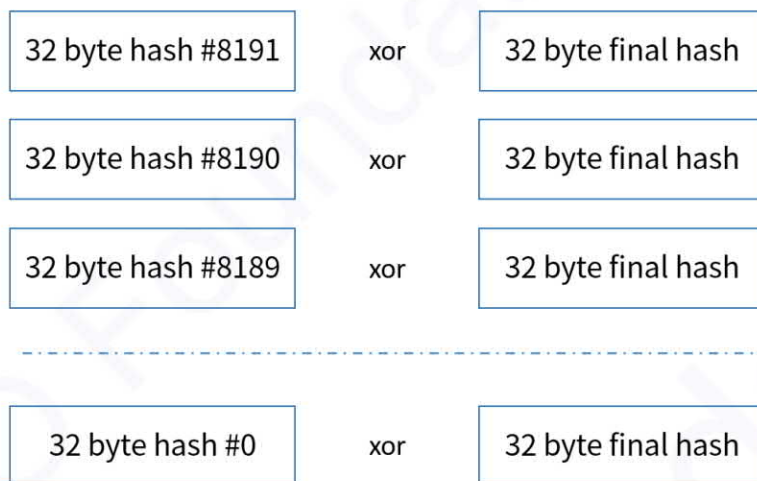 32 byte hash #8191 xor 32 byte final hash
32 byte hash #8190 xor 32 byte final hash
32 byte hash #8189 xor 32 byte final hash
32 byte hash #0 xor 32 byte final hash